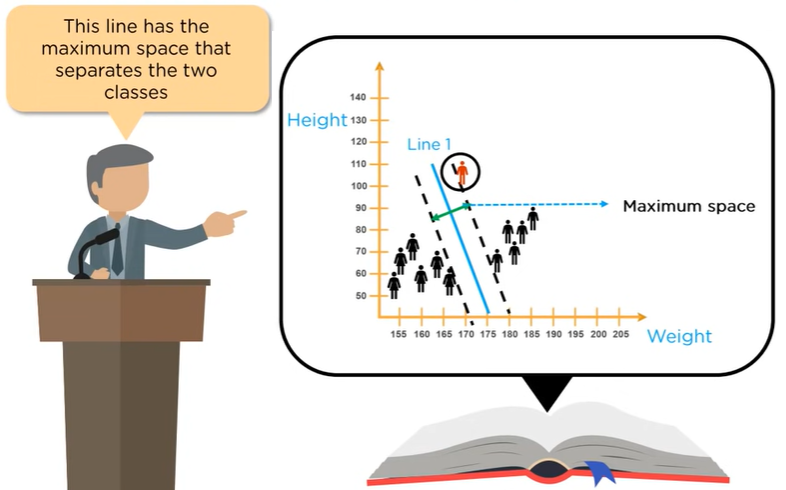 This line has the
maximum space that
separates the two
classes
140
Height 130
120
Line 1
110
100
90
Maximum space
80
70
60
50
155 160 165 170 175 180 185 190 195 200 205
Weight